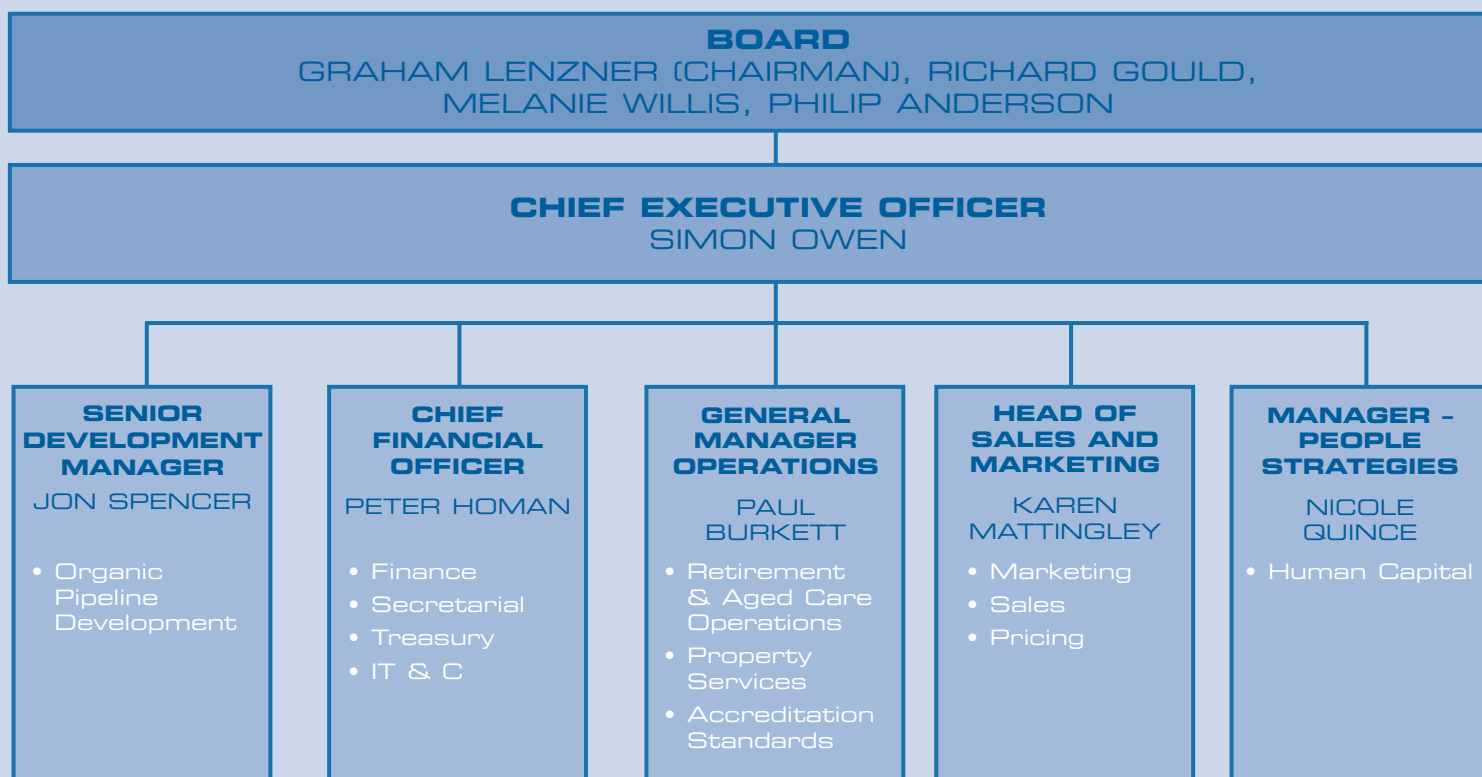 BOARD
GRAHAM LENZNER (CHAIRMAN), RICHARD GOULD,
MELANIE WILLIS, PHILIP ANDERSON
CHIEF EXECUTIVE OFFICER
SIMON OWEN
SENIOR
DEVELOPMENT
MANAGER
JON SPENCER
• Organic
Pipeline
Development
CHIEF
FINANCIAL
OFFICER
PETER HOMAN
• Finance
• Secretarial
• Treasury
• IT & C
GENERAL
MANAGER
OPERATIONS
PAUL
BURKETT
• Retirement
& Aged Care
Operations
• Property
Services
• Accreditation
Standards
HEAD OF
SALES AND
MARKETING
KAREN
MATTINGLEY
• Marketing
• Sales
• Pricing
MANAGER –
PEOPLE
STRATEGIES
NICOLE
QUINCE
• Human Capital